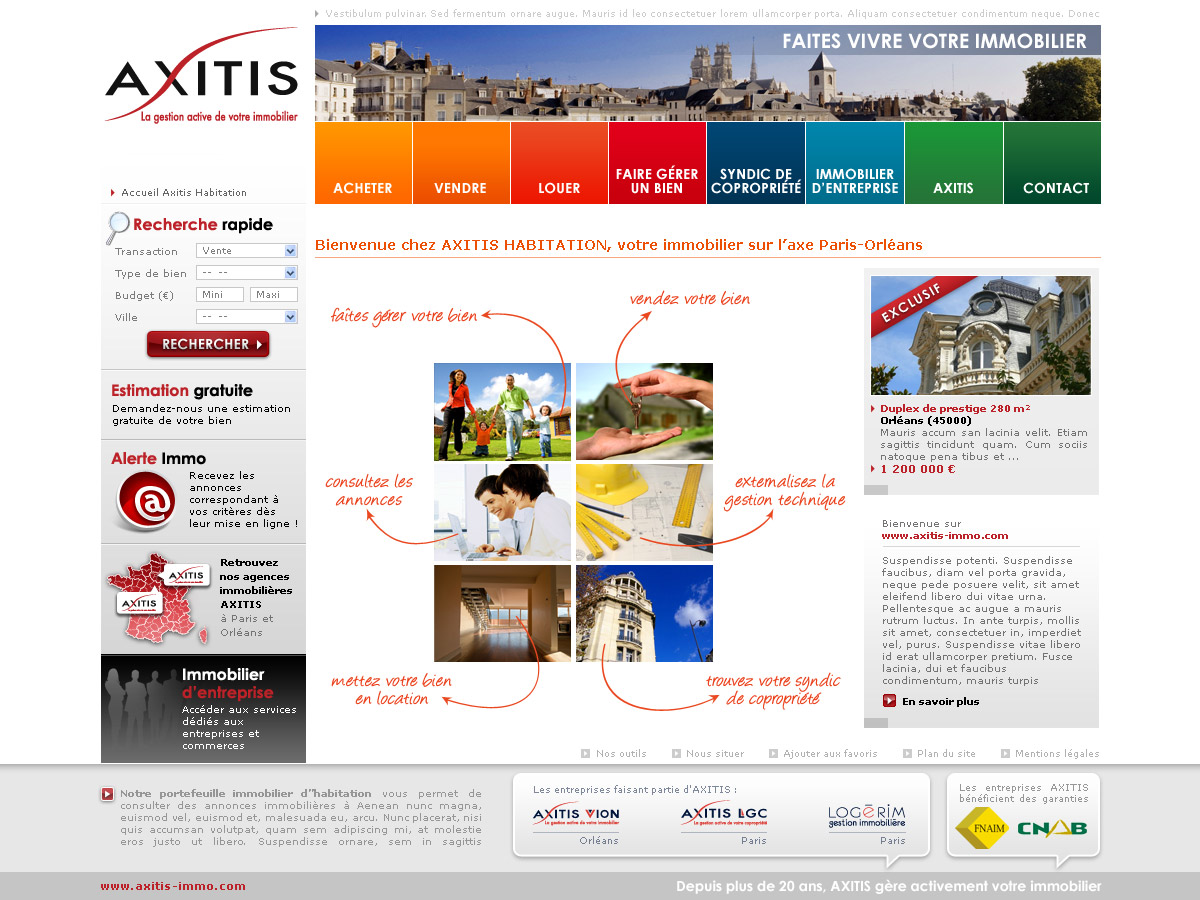 Vestibulum pulvinar. Sed fermentum ornare augue. Mauris id leo consectetuer lorem ullamcorper porta. Aliquam consectetuer condimentum neque. Donec
AXITIS
La gestion active de votre immobilier
FAITES VIVRE VOTRE IMMOBILIER
ACHETER
VENDRE
LOUER
FAIRE GÉRER
UN BIEN
SYNDIC DE
COPROPRIÉTÉ
IMMOBILIER
D'ENTREPRISE
AXITIS
CONTACT
Accueil Axitis Habitation
Recherche rapide
Transaction
Vente
Type de bien
-- --
Budget (€)
Mini
Maxi
Ville
-- --
RECHERCHER
Estimation gratuite
Demandez-nous une estimation
gratuite de votre bien
Alerte Immo
Recevez les
annonces
correspondant à
vos critères dès
leur mise en ligne !
AXITIS
AXITIS
Retrouvez
nos agences
immobilières
AXITIS
à Paris et
Orléans
Immobilier
d'entreprise
Accéder aux services
dédiés aux
entreprises et
commerces
Bienvenue chez AXITIS HABITATION, votre immobilier sur l'axe Paris-Orléans
faîtes gérer votre bien
vendez votre bien
consultez les
annonces
externalisez la
gestion technique
mettez votre bien
en location
trouvez votre syndic
de copropriété
EXCLUSIF
Duplex de prestige 280 m²
Orléans (45000)
Mauris accum san lacinia velit. Etiam
sagittis tincidunt quam. Cum sociis
natoque pena tibus et ...
1 200 000 €
Bienvenue sur
www.axitis-immo.com
Suspendisse potenti. Suspendisse
faucibus, diam vel porta gravida,
neque pede posuere velit, sit amet
eleifend libero dui vitae urna.
Pellentesque ac augue a mauris
rutrum luctus. In ante turpis, mollis
sit amet, consectetuer in, imperdiet
vel, purus. Suspendisse vitae libero
id erat ullamcorper pretium. Fusce
lacinia, dui et faucibus
condimentum, mauris turpis
En savoir plus
Nos outils
Nous situer
Ajouter aux favoris
Plan du site
Mentions légales
Notre portefeuille immobilier d"habitation vous permet de
consulter des annonces immobilières à Aenean nunc magna,
euismod vel, euismod et, malesuada eu, arcu. Nunc placerat, nisi
quis accumsan volutpat, quam sem adipiscing mi, at molestie
eros justo ut libero. Suspendisse ornare, sem in sagittis
Les entreprises faisant partie d'AXITIS :
AXITIS VION
La gestion active de votre immobilier
Orléans
AXITIS LGC
La gestion active de votre copropriété
Paris
LOGERIM
gestion immobilière
Paris
Les entreprises AXITIS
bénéficient des garanties
FNAIM
CNAB
www.axitis-immo.com
Depuis plus de 20 ans, AXITIS gère activement votre immobilier